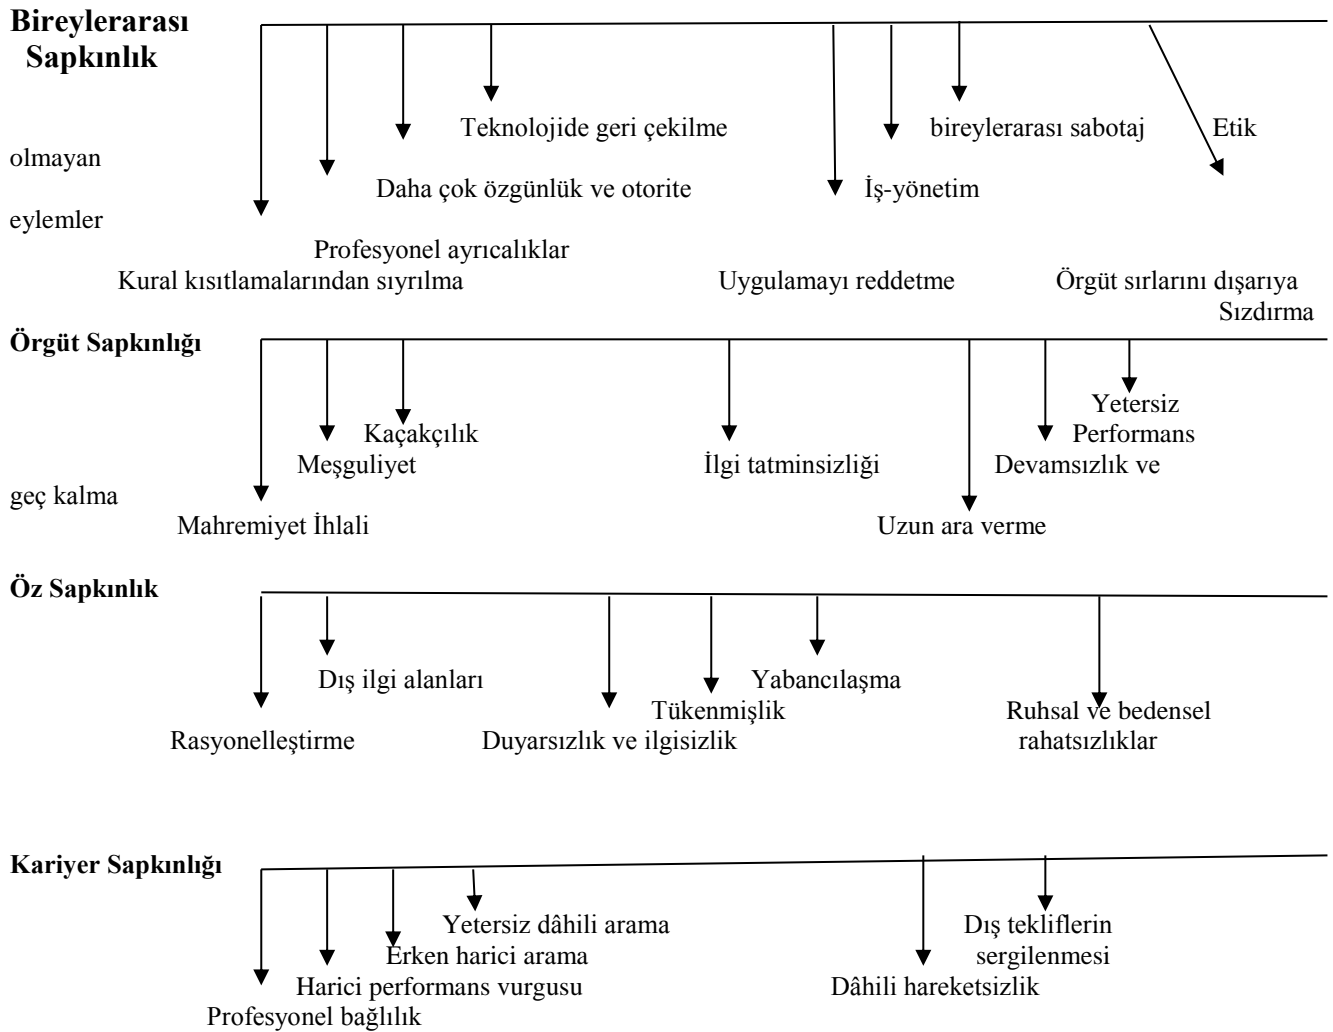 Bireylerarası
Sapkınlık
Teknolojide geri çekilme bireylerarası sabotaj Etik
olmayan
Daha çok özgünlük ve otorite İş-yönetim
eylemler
Profesyonel ayrıcalıklar
Kural kısıtlamalarından sıyrılma Uygulamayı reddetme Örgüt sırlarını dışarıya
Sızdırma
Örgüt Sapkınlığı
Yetersiz
Kaçakçılık Performans
Meşguliyet İlgi tatminsizliği Devamsızlık ve
geç kalma
Mahremiyet İhlali Uzun ara verme
Öz Sapkınlık
Dış ilgi alanları Yabancılaşma
Tükenmişlik Ruhsal ve bedensel
Rasyonelleştirme Duyarsızlık ve ilgisizlik rahatsızlıklar
Kariyer Sapkınlığı
Yetersiz dâhili arama Dış tekliflerin
Erken harici arama sergilenmesi
Harici performans vurgusu Dâhili hareketsizlik
Profesyonel bağlılık